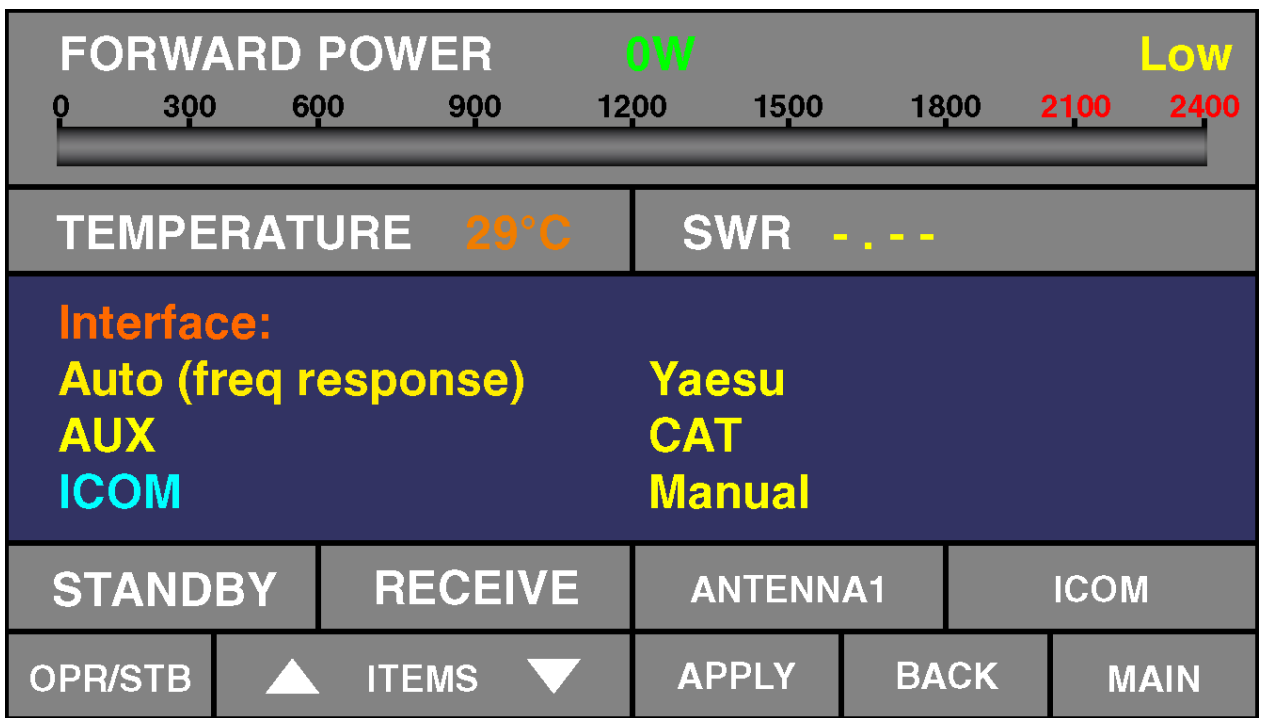 FORWARD POWER 0W Low
0 300 600 900 1200 1500 1800 2100 2400
TEMPERATURE 29°C SWR -.--
Interface:
Auto (freq response) Yaesu
AUX CAT
ICOM Manual
STANDBY RECEIVE ANTENNA1 ICOM
OPR/STB ▲ ITEMS ▼ APPLY BACK MAIN